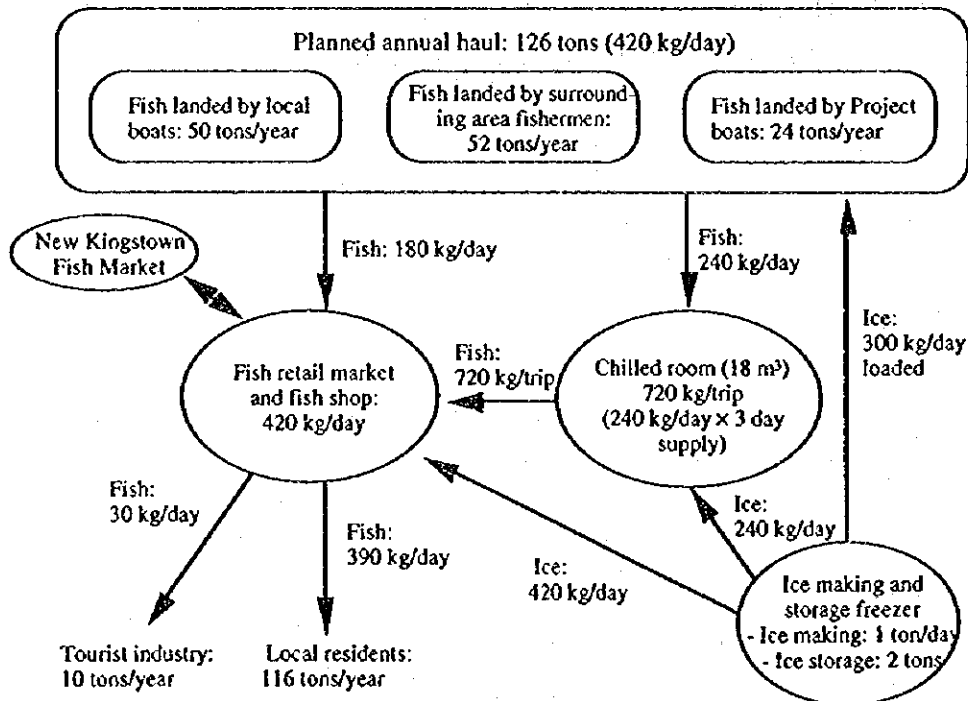 Planned annual haul: 126 tons (420 kg/day)
Fish landed by local
boats: 50 tons/year
Fish landed by surround-
ing area fishermen:
52 tons/year
Fish landed by Project
boats: 24 tons/year
New Kingstown
Fish Market
Fish: 180 kg/day
Fish:
240 kg/day
Ice:
300 kg/day
loaded
Fish retail market
and fish shop:
420 kg/day
Fish:
720 kg/trip
Chilled room (18 m³)
720 kg/trip
(240 kg/day × 3 day
supply)
Fish:
30 kg/day
Fish:
390 kg/day
Ice:
420 kg/day
Ice:
240 kg/day
Ice making and
storage freezer
- Ice making: 1 ton/day
- Ice storage: 2 tons
Tourist industry:
10 tons/year
Local residents:
116 tons/year